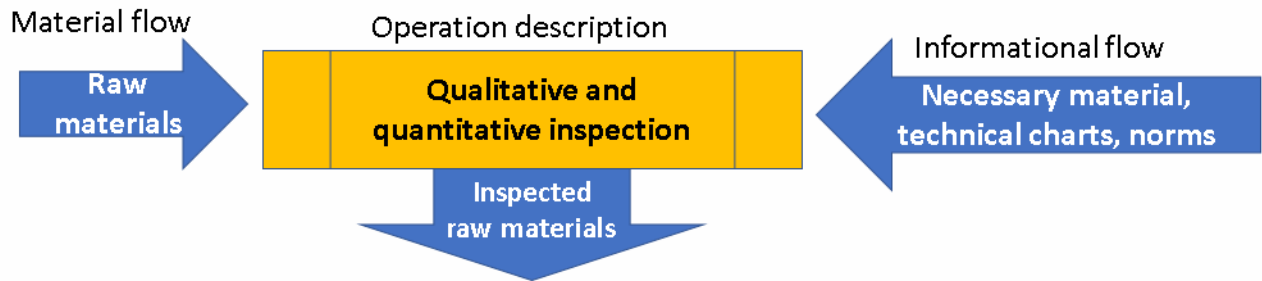 Material flow
Operation description
Informational flow
Raw
materials
Qualitative and
quantitative inspection
Necessary material,
technical charts, norms
Inspected
raw materials